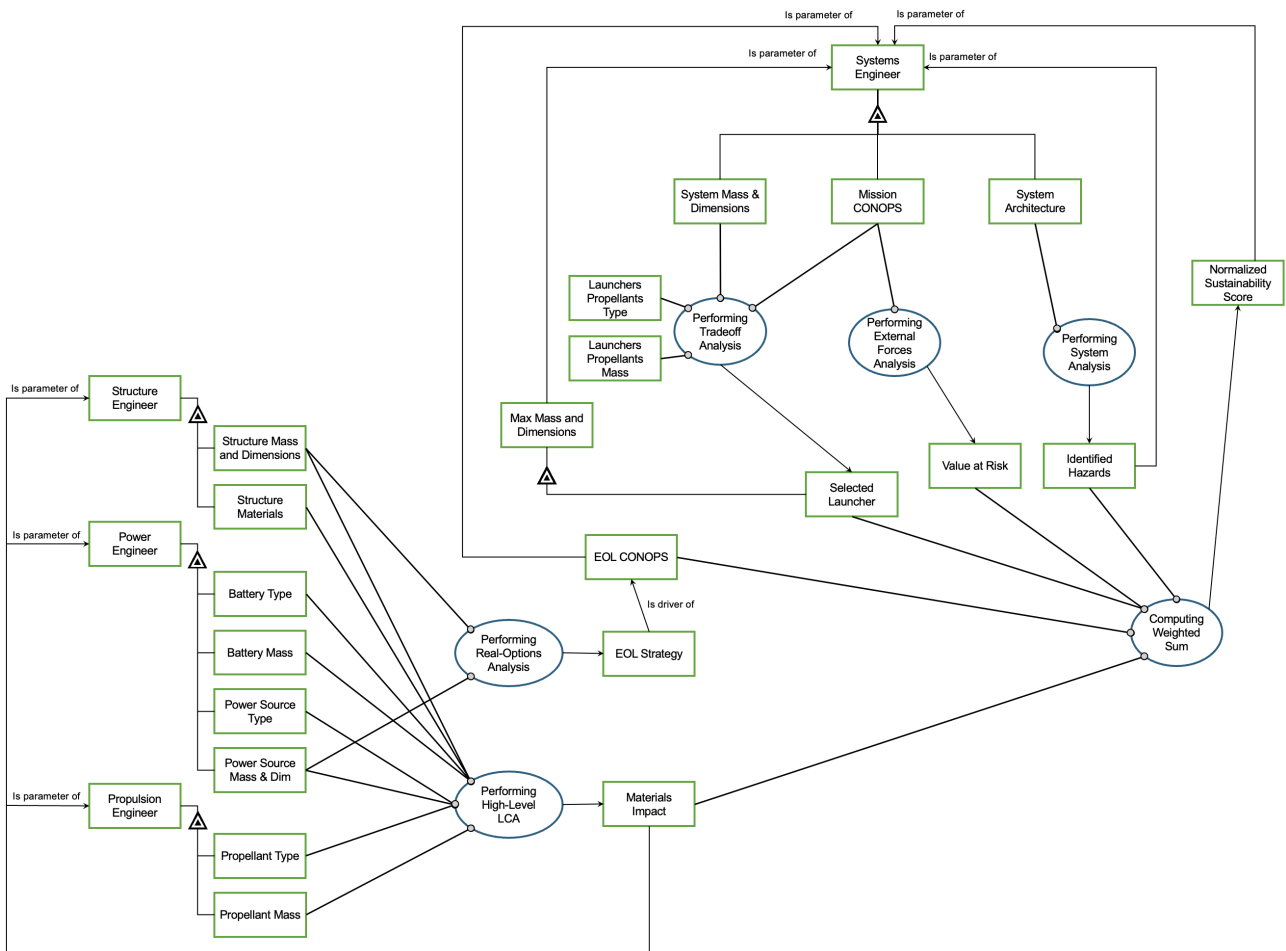 Is parameter of
Is parameter of
Is parameter of
Systems
Engineer
Is parameter of
System Mass &
Dimensions
Mission
CONOPS
System
Architecture
Normalized
Sustainability
Score
Launchers
Propellants
Type
Performing
Tradeoff
Analysis
Performing
External
Forces
Analysis
Performing
System
Analysis
Launchers
Propellants
Mass
Is parameter of
Structure
Engineer
Max Mass and
Dimensions
Structure Mass
and Dimensions
Value at Risk
Identified
Hazards
Selected
Launcher
Structure
Materials
Is parameter of
Power
Engineer
EOL CONOPS
Battery Type
Is driver of
Performing
Real-Options
Analysis
EOL Strategy
Computing
Weighted
Sum
Battery Mass
Power Source
Type
Power Source
Mass & Dim
Is parameter of
Propulsion
Engineer
Performing
High-Level
LCA
Materials
Impact
Propellant Type
Propellant Mass